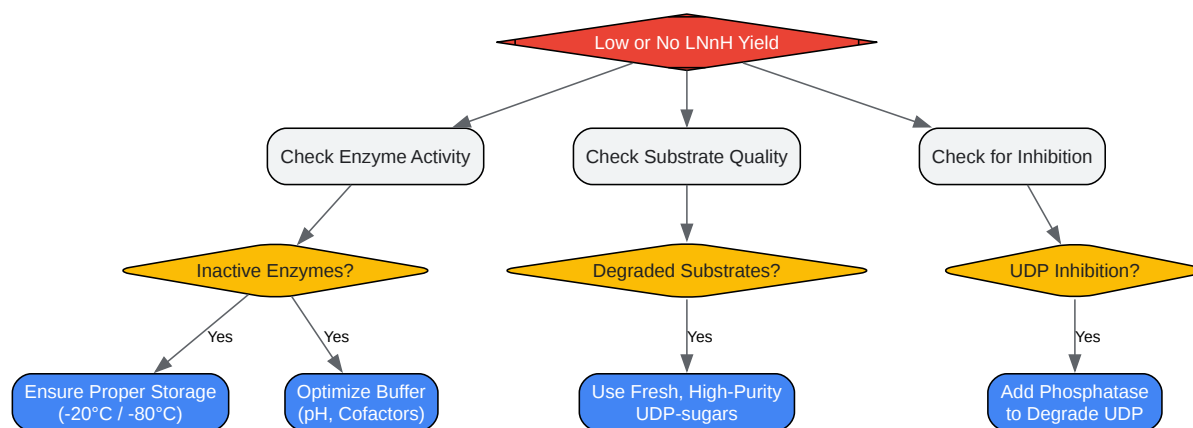 Low or No LNnH Yield
Check Enzyme Activity
Check Substrate Quality
Check for Inhibition
Inactive Enzymes?
Degraded Substrates?
UDP Inhibition?
Yes
Yes
Yes
Yes
Ensure Proper Storage
(-20°C / -80°C)
Optimize Buffer
(pH, Cofactors)
Use Fresh, High-Purity
UDP-sugars
Add Phosphatase
to Degrade UDP